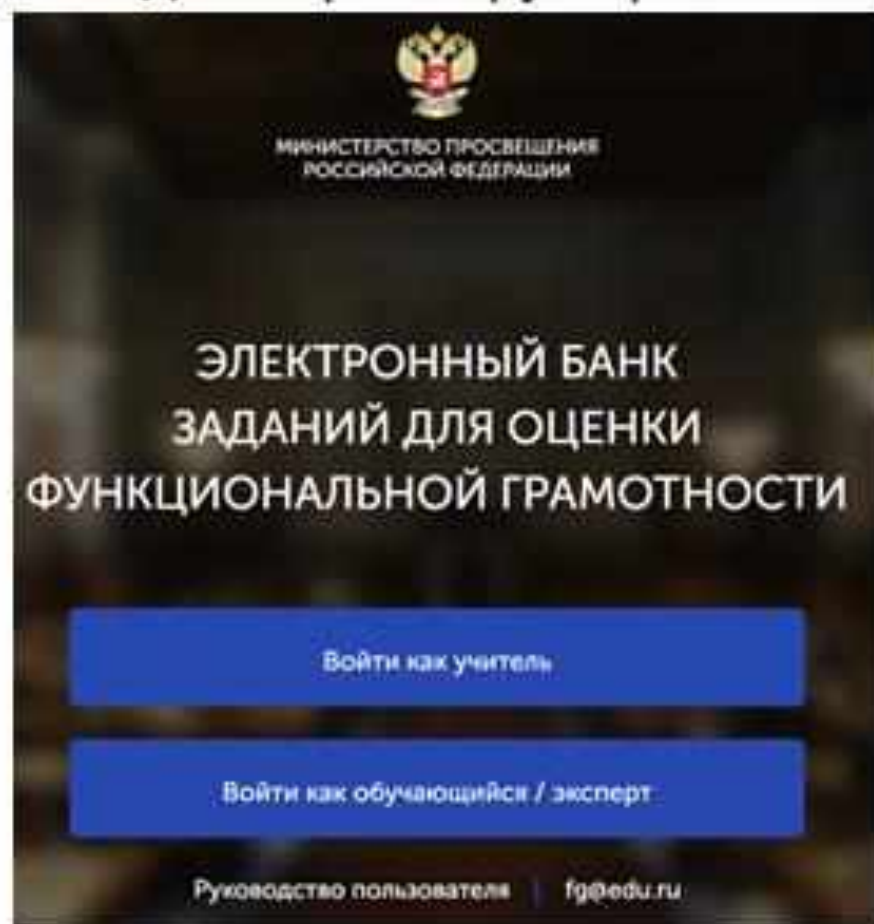 МИНИСТЕРСТВО ПРОСВЕЩЕНИЯ
РОССИЙСКОЙ ФЕДЕРАЦИИ
ЭЛЕКТРОННЫЙ БАНК
ЗАДАНИЙ ДЛЯ ОЦЕНКИ
ФУНКЦИОНАЛЬНОЙ ГРАМОТНОСТИ
Войти как учитель
Войти как обучающийся / эксперт
Руководство пользователя | fg@edu.ru